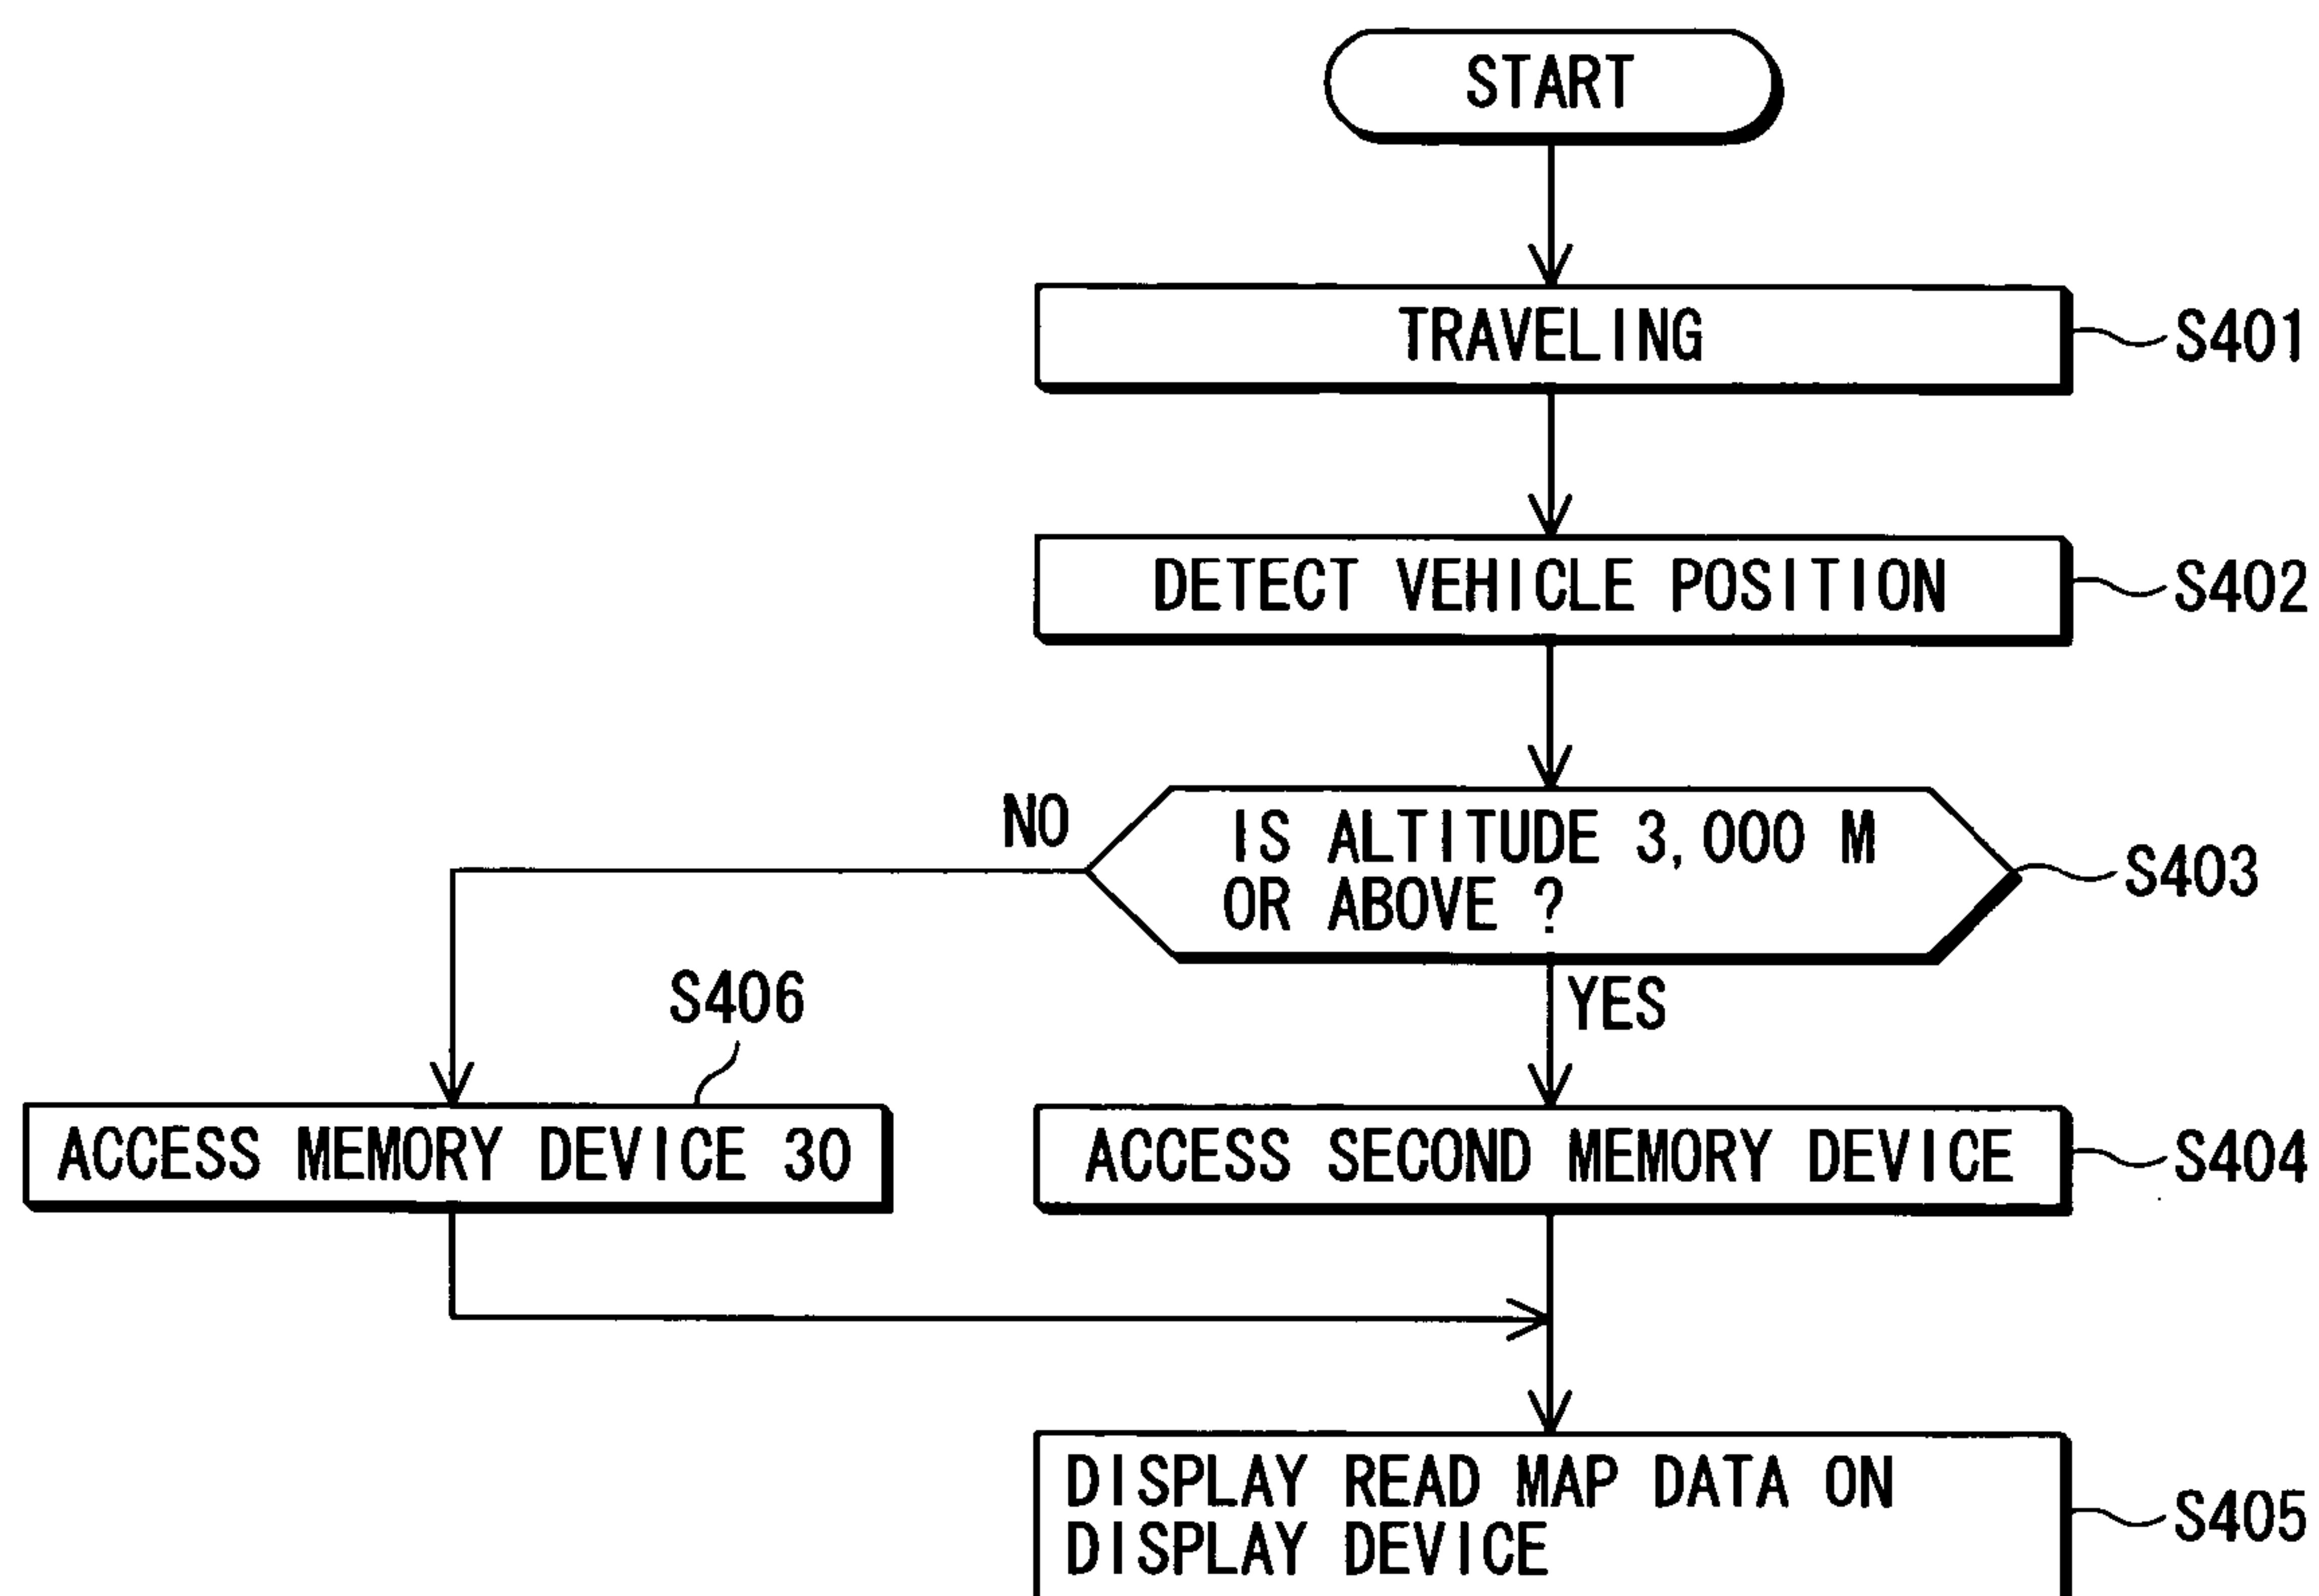 START
TRAVELING
S401
DETECT VEHICLE POSITION
S402
NO
IS ALTITUDE 3,000 M
OR ABOVE ?
S403
YES
S406
ACCESS MEMORY DEVICE 30
ACCESS SECOND MEMORY DEVICE
S404
DISPLAY READ MAP DATA ON
DISPLAY DEVICE
S405